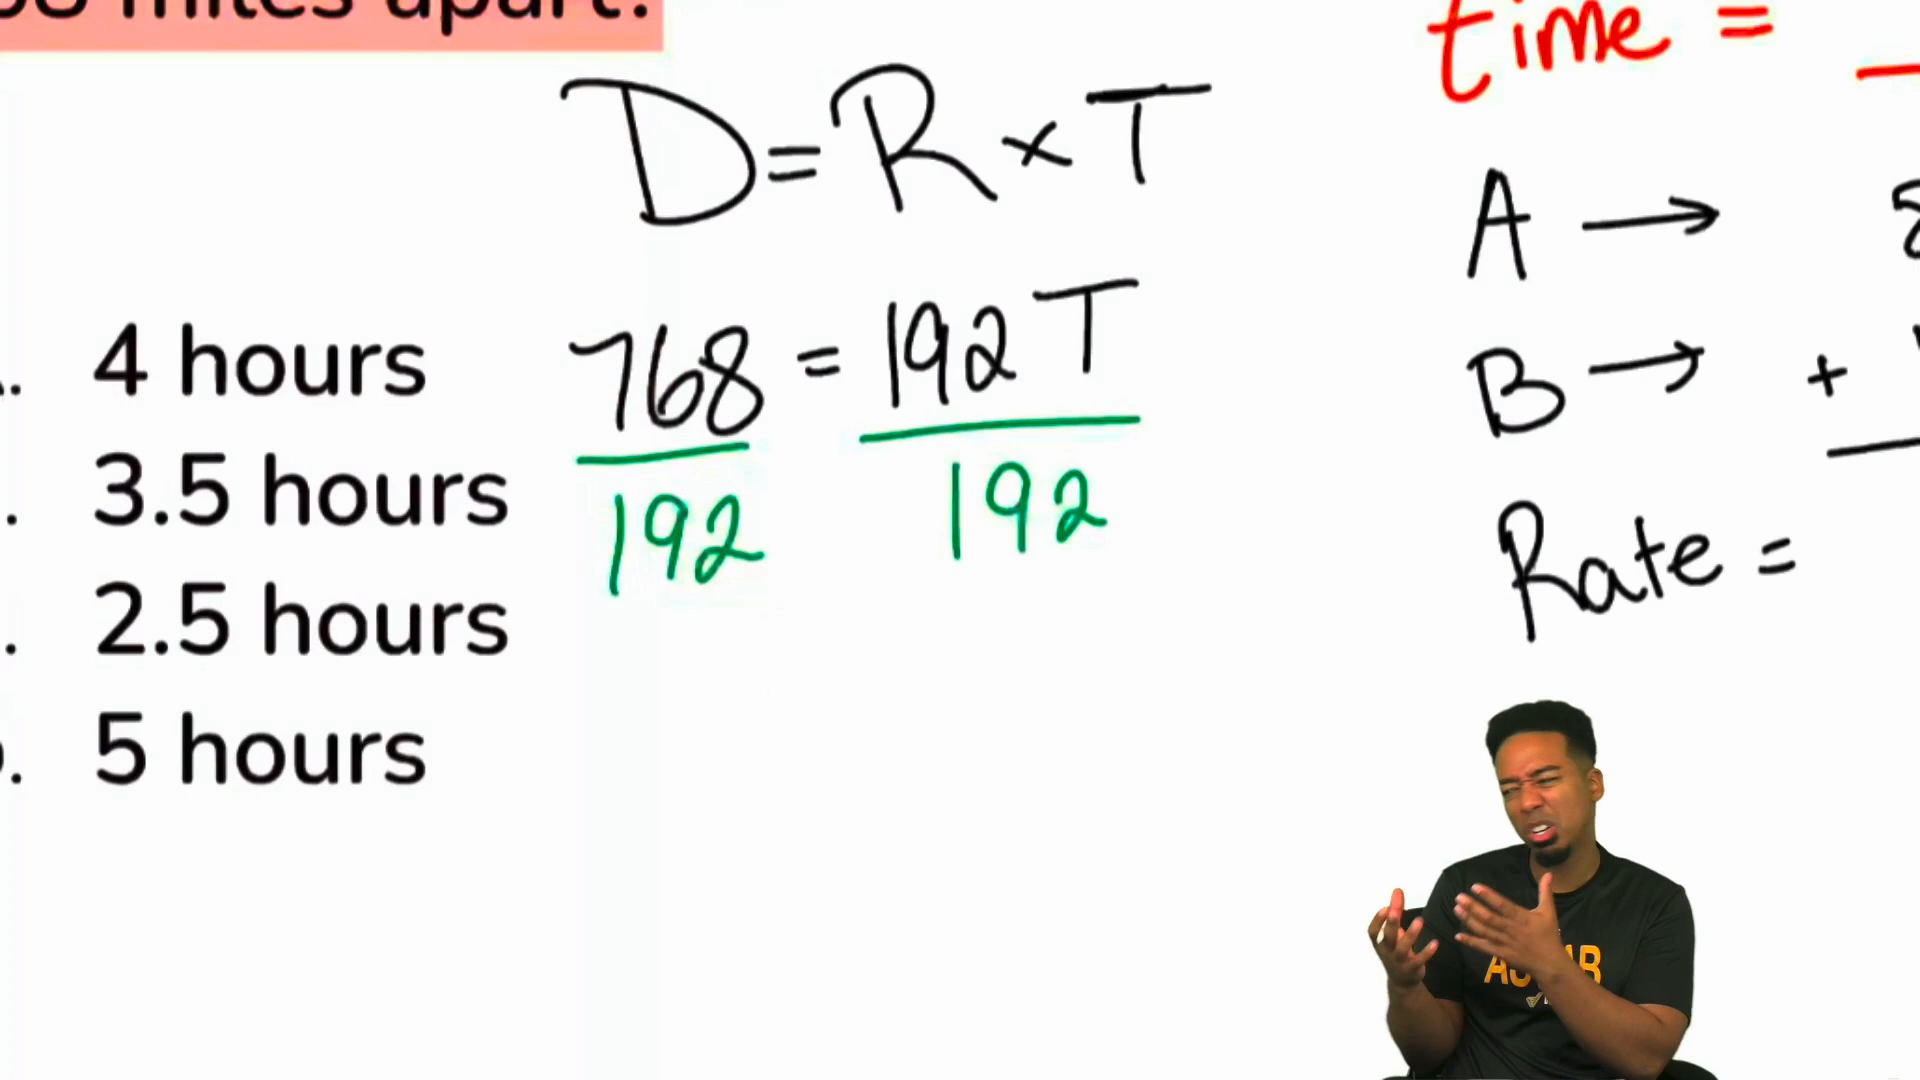 miles apart?
D = R × T
768 = 192 T
192 192
4 hours
3.5 hours
2.5 hours
5 hours
time =
A →
B → +
Rate =